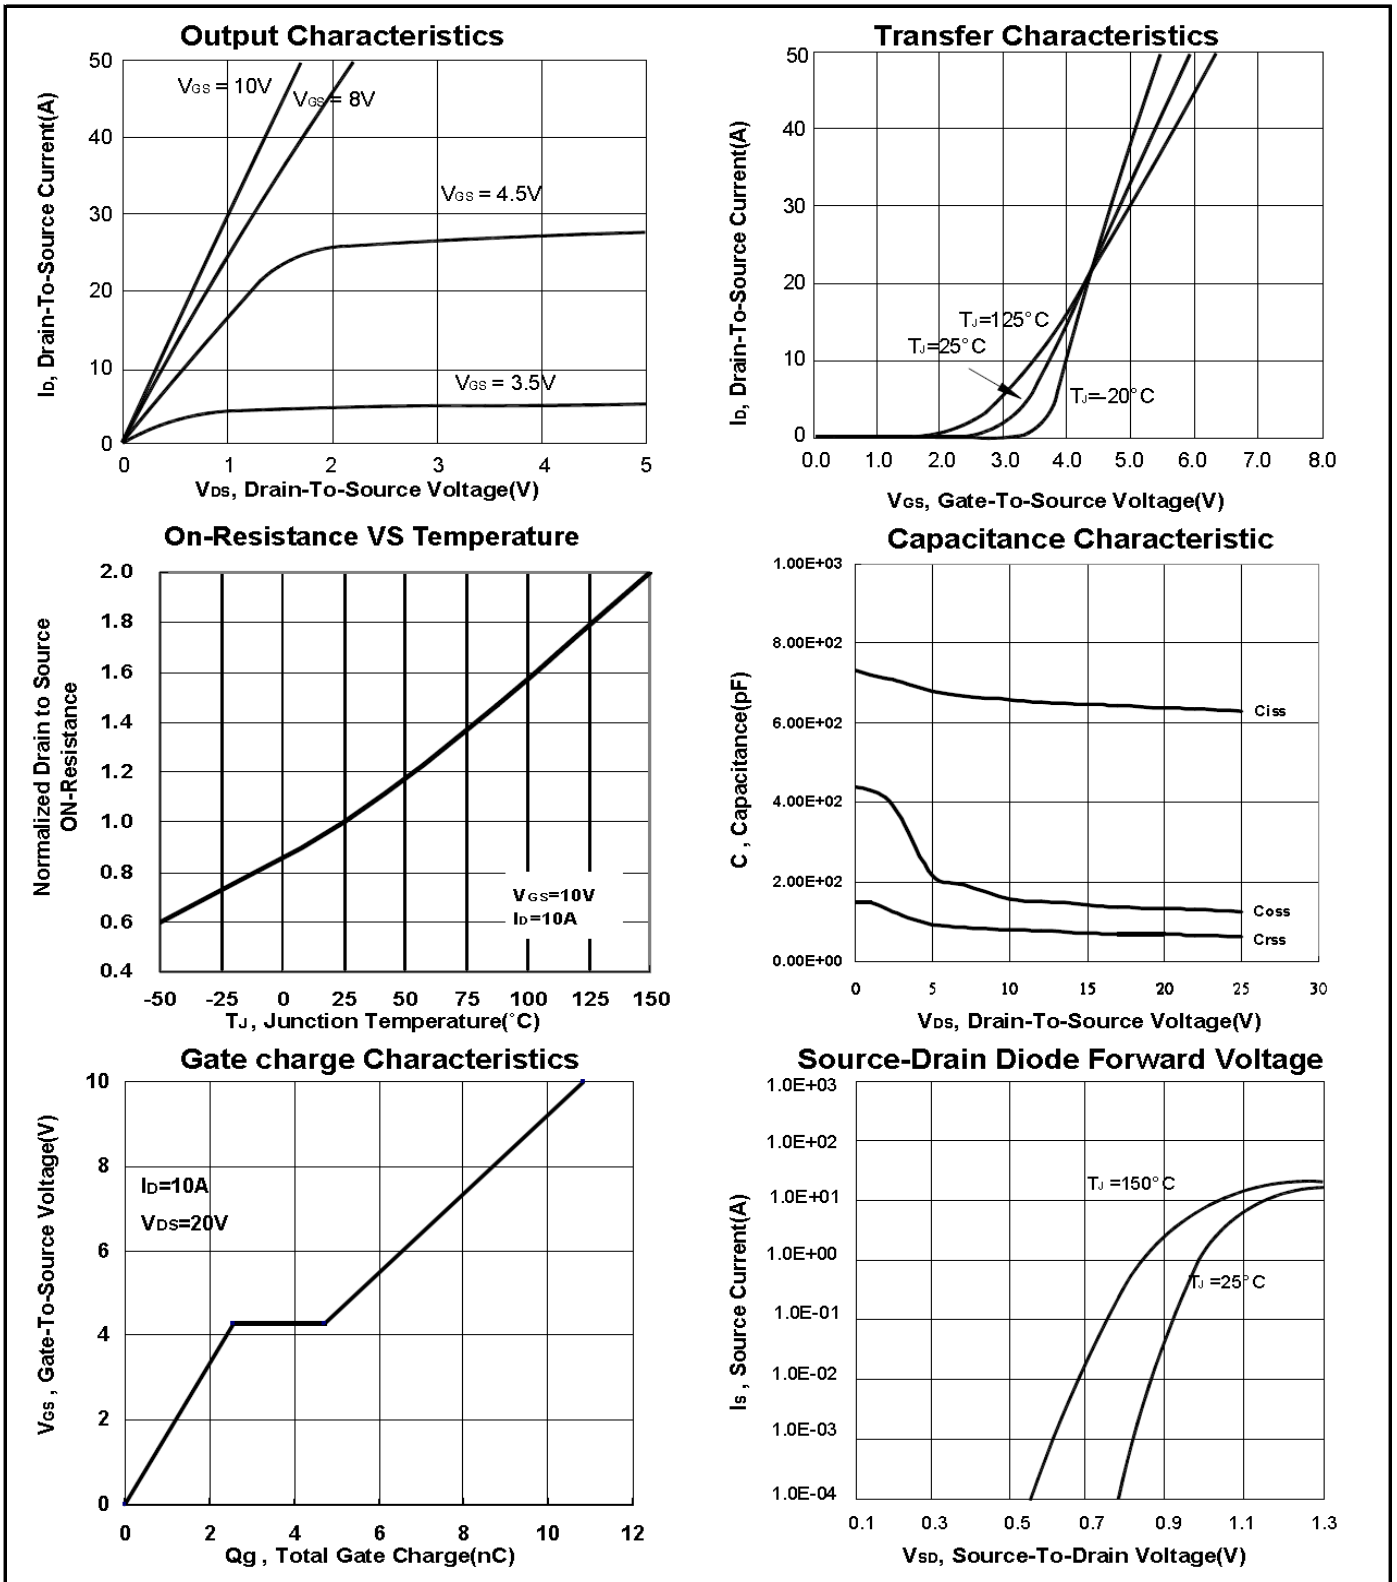 Output Characteristics
ID, Drain-To-Source Current(A)
50
40
30
20
10
0
VGS = 10V
VGS = 8V
VGS = 4.5V
VGS = 3.5V
0 1 2 3 4 5
VDS, Drain-To-Source Voltage(V)
Transfer Characteristics
ID, Drain-To-Source Current(A)
50
40
30
20
10
0
TJ=125°C
TJ=25°C
TJ=-20°C
0.0 1.0 2.0 3.0 4.0 5.0 6.0 7.0 8.0
VGS, Gate-To-Source Voltage(V)
On-Resistance VS Temperature
Normalized Drain to Source
ON-Resistance
2.0
1.8
1.6
1.4
1.2
1.0
0.8
0.6
0.4
VGS=10V
ID=10A
-50 -25 0 25 50 75 100 125 150
TJ , Junction Temperature(°C)
Capacitance Characteristic
C , Capacitance(pF)
1.00E+03
8.00E+02
6.00E+02
4.00E+02
2.00E+02
0.00E+00
Ciss
Coss
Crss
0 5 10 15 20 25 30
VDS, Drain-To-Source Voltage(V)
Gate charge Characteristics
VGS , Gate-To-Source Voltage(V)
10
8
6
4
2
0
ID=10A
VDS=20V
0 2 4 6 8 10 12
Qg , Total Gate Charge(nC)
Source-Drain Diode Forward Voltage
IS , Source Current(A)
1.0E+03
1.0E+02
1.0E+01
1.0E+00
1.0E-01
1.0E-02
1.0E-03
1.0E-04
TJ =150°C
TJ =25°C
0.1 0.3 0.5 0.7 0.9 1.1 1.3
VSD, Source-To-Drain Voltage(V)